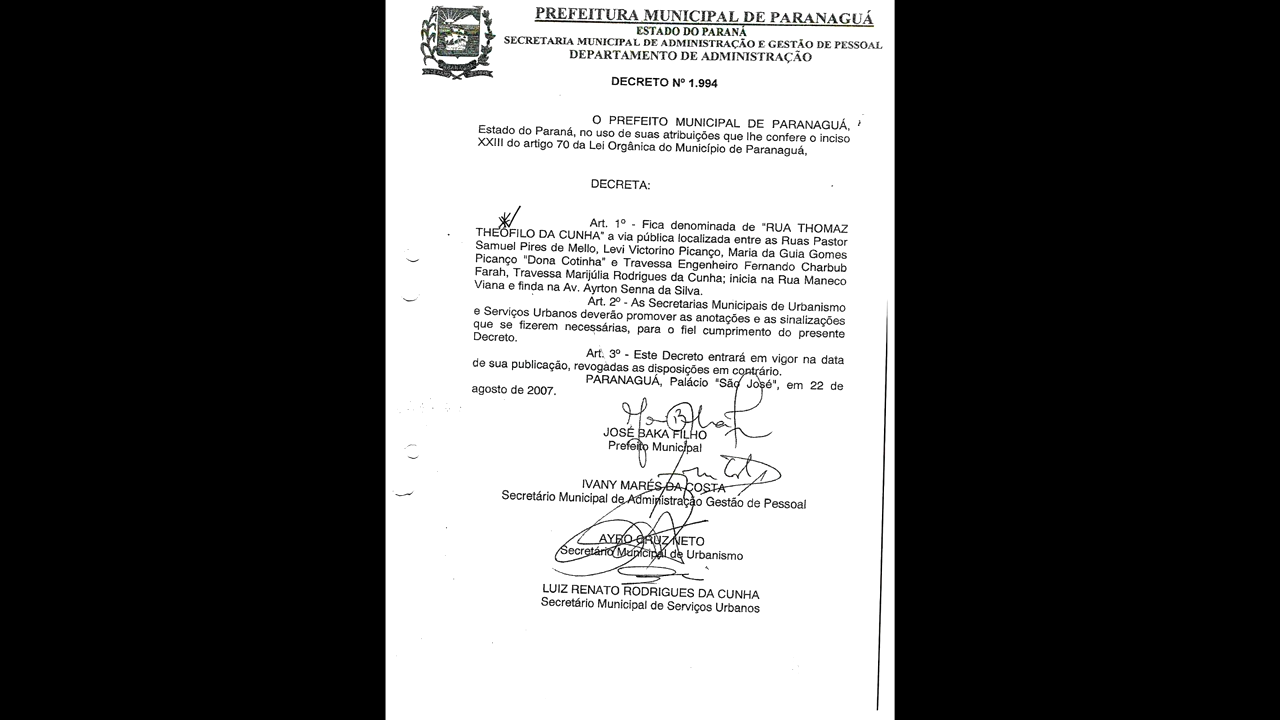 PREFEITURA MUNICIPAL DE PARANAGUÁ
ESTADO DO PARANÁ
SECRETARIA MUNICIPAL DE ADMINISTRAÇÃO E GESTÃO DE PESSOAL
DEPARTAMENTO DE ADMINISTRAÇÃO
DECRETO Nº 1.994
O PREFEITO MUNICIPAL DE PARANAGUÁ,
Estado do Paraná, no uso de suas atribuições que lhe confere o inciso
XXIII do artigo 70 da Lei Orgânica do Município de Paranaguá,
DECRETA:
Art. 1º - Fica denominada de "RUA THOMAZ
THEÓFILO DA CUNHA" a via pública localizada entre as Ruas Pastor
Samuel Pires de Mello, Levi Victorino Picanço, Maria da Guia Gomes
Picanço "Dona Cotinha" e Travessa Engenheiro Fernando Charbub
Farah, Travessa Marijúlia Rodrigues da Cunha; inicia na Rua Maneco
Viana e finda na Av. Ayrton Senna da Silva.
Art. 2º - As Secretarias Municipais de Urbanismo
e Serviços Urbanos deverão promover as anotações e as sinalizações
que se fizerem necessárias, para o fiel cumprimento do presente
Decreto.
Art. 3º - Este Decreto entrará em vigor na data
de sua publicação, revogadas as disposições em contrário.
PARANAGUÁ, Palácio "São José", em 22 de
agosto de 2007.
JOSÉ BAKA FILHO
Prefeito Municipal
IVANY MARÉS DA COSTA
Secretário Municipal de Administração Gestão de Pessoal
AYRO CRUZ NETO
Secretário Municipal de Urbanismo
LUIZ RENATO RODRIGUES DA CUNHA
Secretário Municipal de Serviços Urbanos